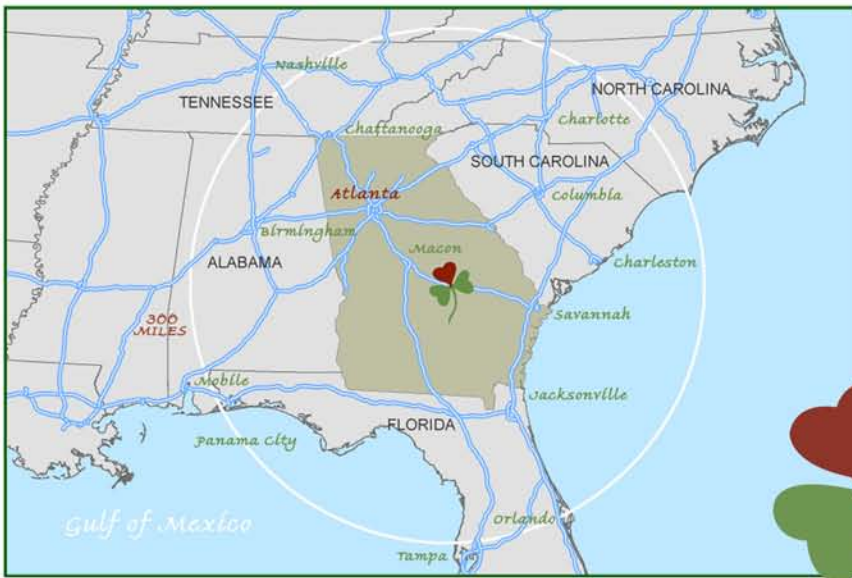 Nashville
TENNESSEE
NORTH CAROLINA
Chattanooga
Charlotte
SOUTH CAROLINA
Atlanta
Columbia
Birmingham
Macon
ALABAMA
Charleston
300
MILES
Savannah
Mobile
Jacksonville
FLORIDA
Panama City
Gulf of Mexico
Orlando
Tampa